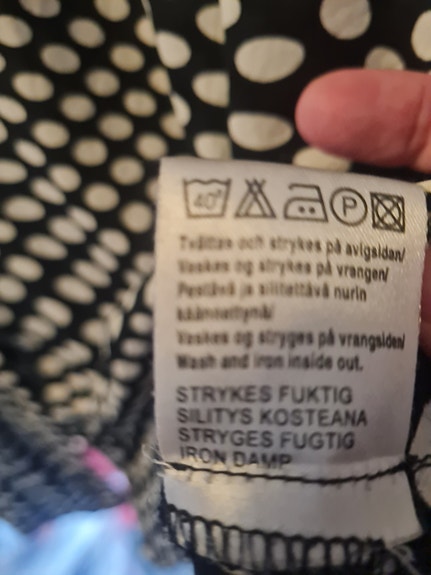 40° P
Tvättas och strykes på avigsidan/
Vaskes og strykes på vrangen/
Pestävä ja silitettävä nurin
käännettynä/
Vaskes og stryges på vrangsiden/
Wash and iron inside out.
STRYKES FUKTIG
SILITYS KOSTEANA
STRYGES FUGTIG
IRON DAMP